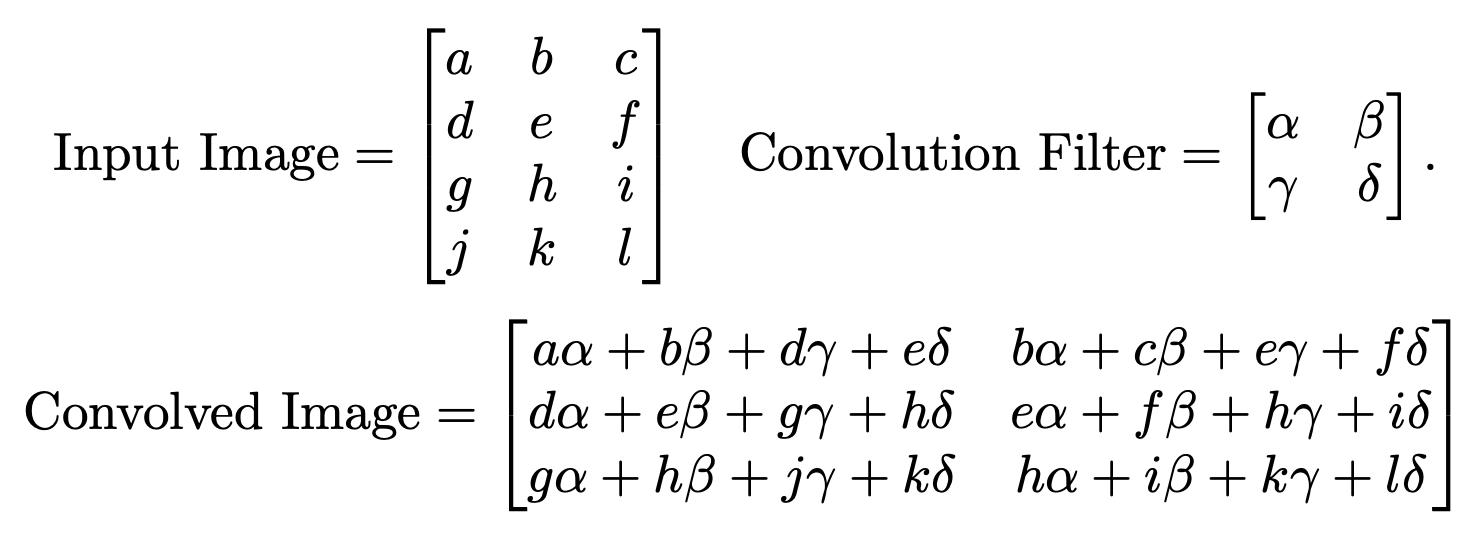 Input Image = [a b c
d e f
g h i
j k l] Convolution Filter = [α β
γ δ].
Convolved Image = [aα + bβ + dγ + eδ bα + cβ + eγ + fδ
dα + eβ + gγ + hδ eα + fβ + hγ + iδ
gα + hβ + jγ + kδ hα + iβ + kγ + lδ]